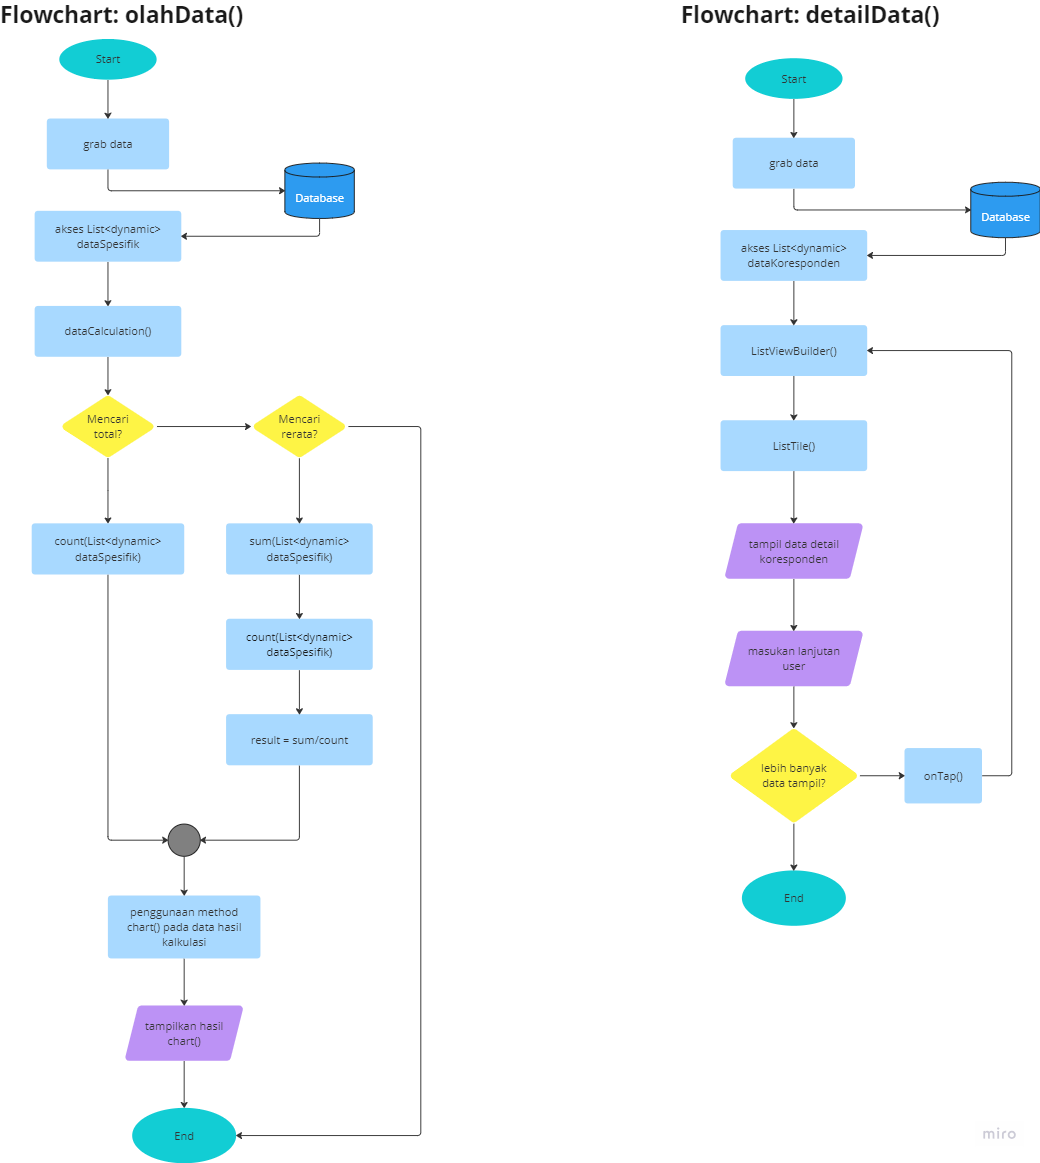 Flowchart: olahData()
Start
grab data
Database
akses List<dynamic>
dataSpesifik
dataCalculation()
Mencari
total?
Mencari
rerata?
count(List<dynamic>
dataSpesifik)
sum(List<dynamic>
dataSpesifik)
count(List<dynamic>
dataSpesifik)
result = sum/count
penggunaan method
chart() pada data hasil
kalkulasi
tampilkan hasil
chart()
End
Flowchart: detailData()
Start
grab data
Database
akses List<dynamic>
dataKoresponden
ListViewBuilder()
ListTile()
tampil data detail
koresponden
masukan lanjutan
user
lebih banyak
data tampil?
onTap()
End
miro